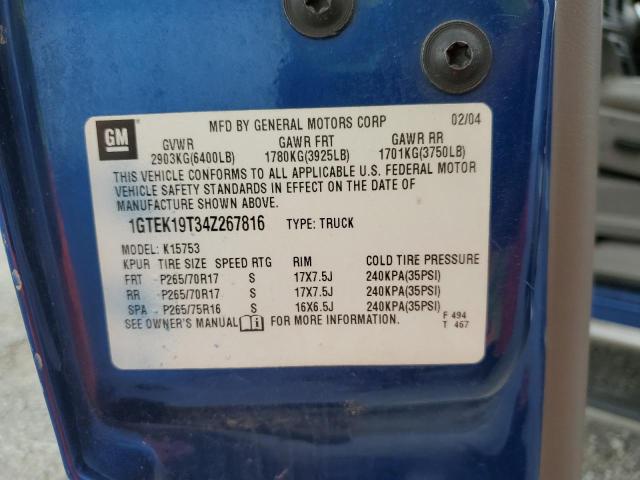 GM
MFD BY GENERAL MOTORS CORP 02/04
GVWR GAWR FRT GAWR RR
2903KG(6400LB) 1780KG(3925LB) 1701KG(3750LB)
THIS VEHICLE CONFORMS TO ALL APPLICABLE U.S. FEDERAL MOTOR
VEHICLE SAFETY STANDARDS IN EFFECT ON THE DATE OF
MANUFACTURE SHOWN ABOVE.
1GTEK19T34Z267816 TYPE: TRUCK
MODEL: K15753
KPUR TIRE SIZE SPEED RTG RIM COLD TIRE PRESSURE
FRT P265/70R17 S 17X7.5J 240KPA(35PSI)
RR P265/70R17 S 17X7.5J 240KPA(35PSI)
SPA P265/75R16 S 16X6.5J 240KPA(35PSI)
SEE OWNER'S MANUAL FOR MORE INFORMATION.
F 494
T 467